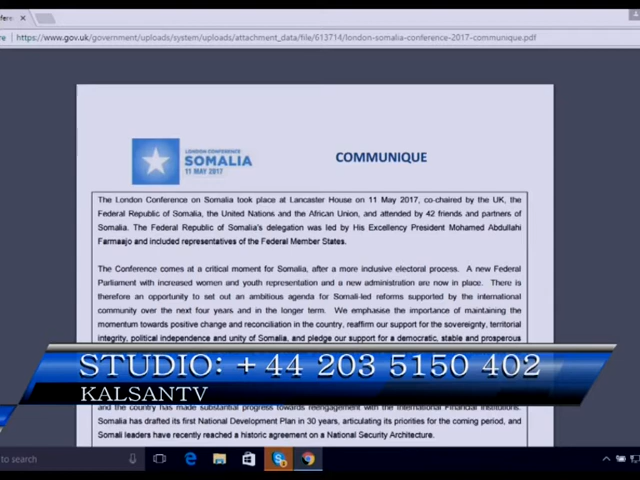 onfere
https://www.gov.uk/government/uploads/system/uploads/attachment_data/file/613714/london-somalia-conference-2017-communique.pdf
LONDON CONFERENCE
SOMALIA
11 MAY 2017
COMMUNIQUE
The London Conference on Somalia took place at Lancaster House on 11 May 2017, co-chaired by the UK, the
Federal Republic of Somalia, the United Nations and the African Union, and attended by 42 friends and partners of
Somalia. The Federal Republic of Somalia's delegation was led by His Excellency President Mohamed Abdullahi
Farmaajo and included representatives of the Federal Member States.
The Conference comes at a critical moment for Somalia, after a more inclusive electoral process. A new Federal
Parliament with increased women and youth representation and a new administration are now in place. There is
therefore an opportunity to set out an ambitious agenda for Somali-led reforms supported by the international
community over the next four years and in the longer term. We emphasise the importance of maintaining the
momentum towards positive change and reconciliation in the country, reaffirm our support for the sovereignty, territorial
integrity, political independence and unity of Somalia, and pledge our support for a democratic, stable and prosperous
STUDIO: + 44 203 5150 402
KALSANTV
and the country has made substantial progress towards reengagement with the International Financial Institutions.
Somalia has drafted its first National Development Plan in 30 years, articulating its priorities for the coming period, and
Somali leaders have recently reached a historic agreement on a National Security Architecture.
to search